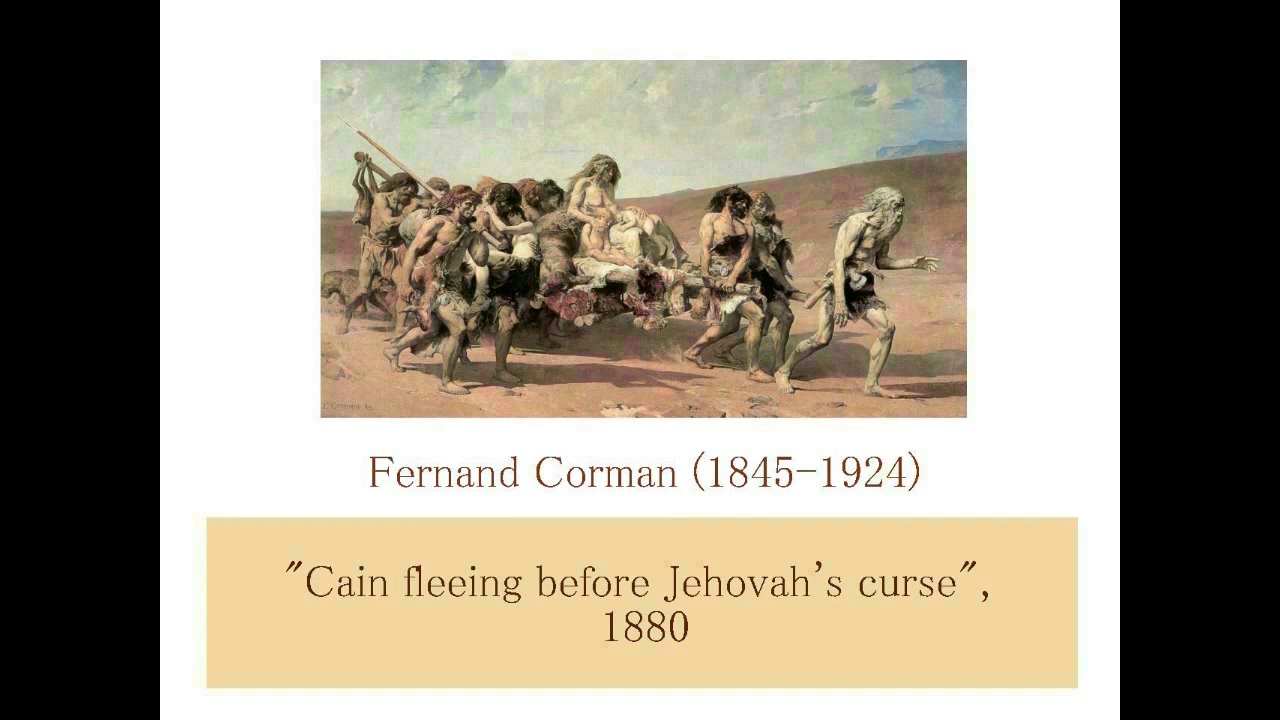 Fernand Corman (1845-1924)
"Cain fleeing before Jehovah's curse",
1880